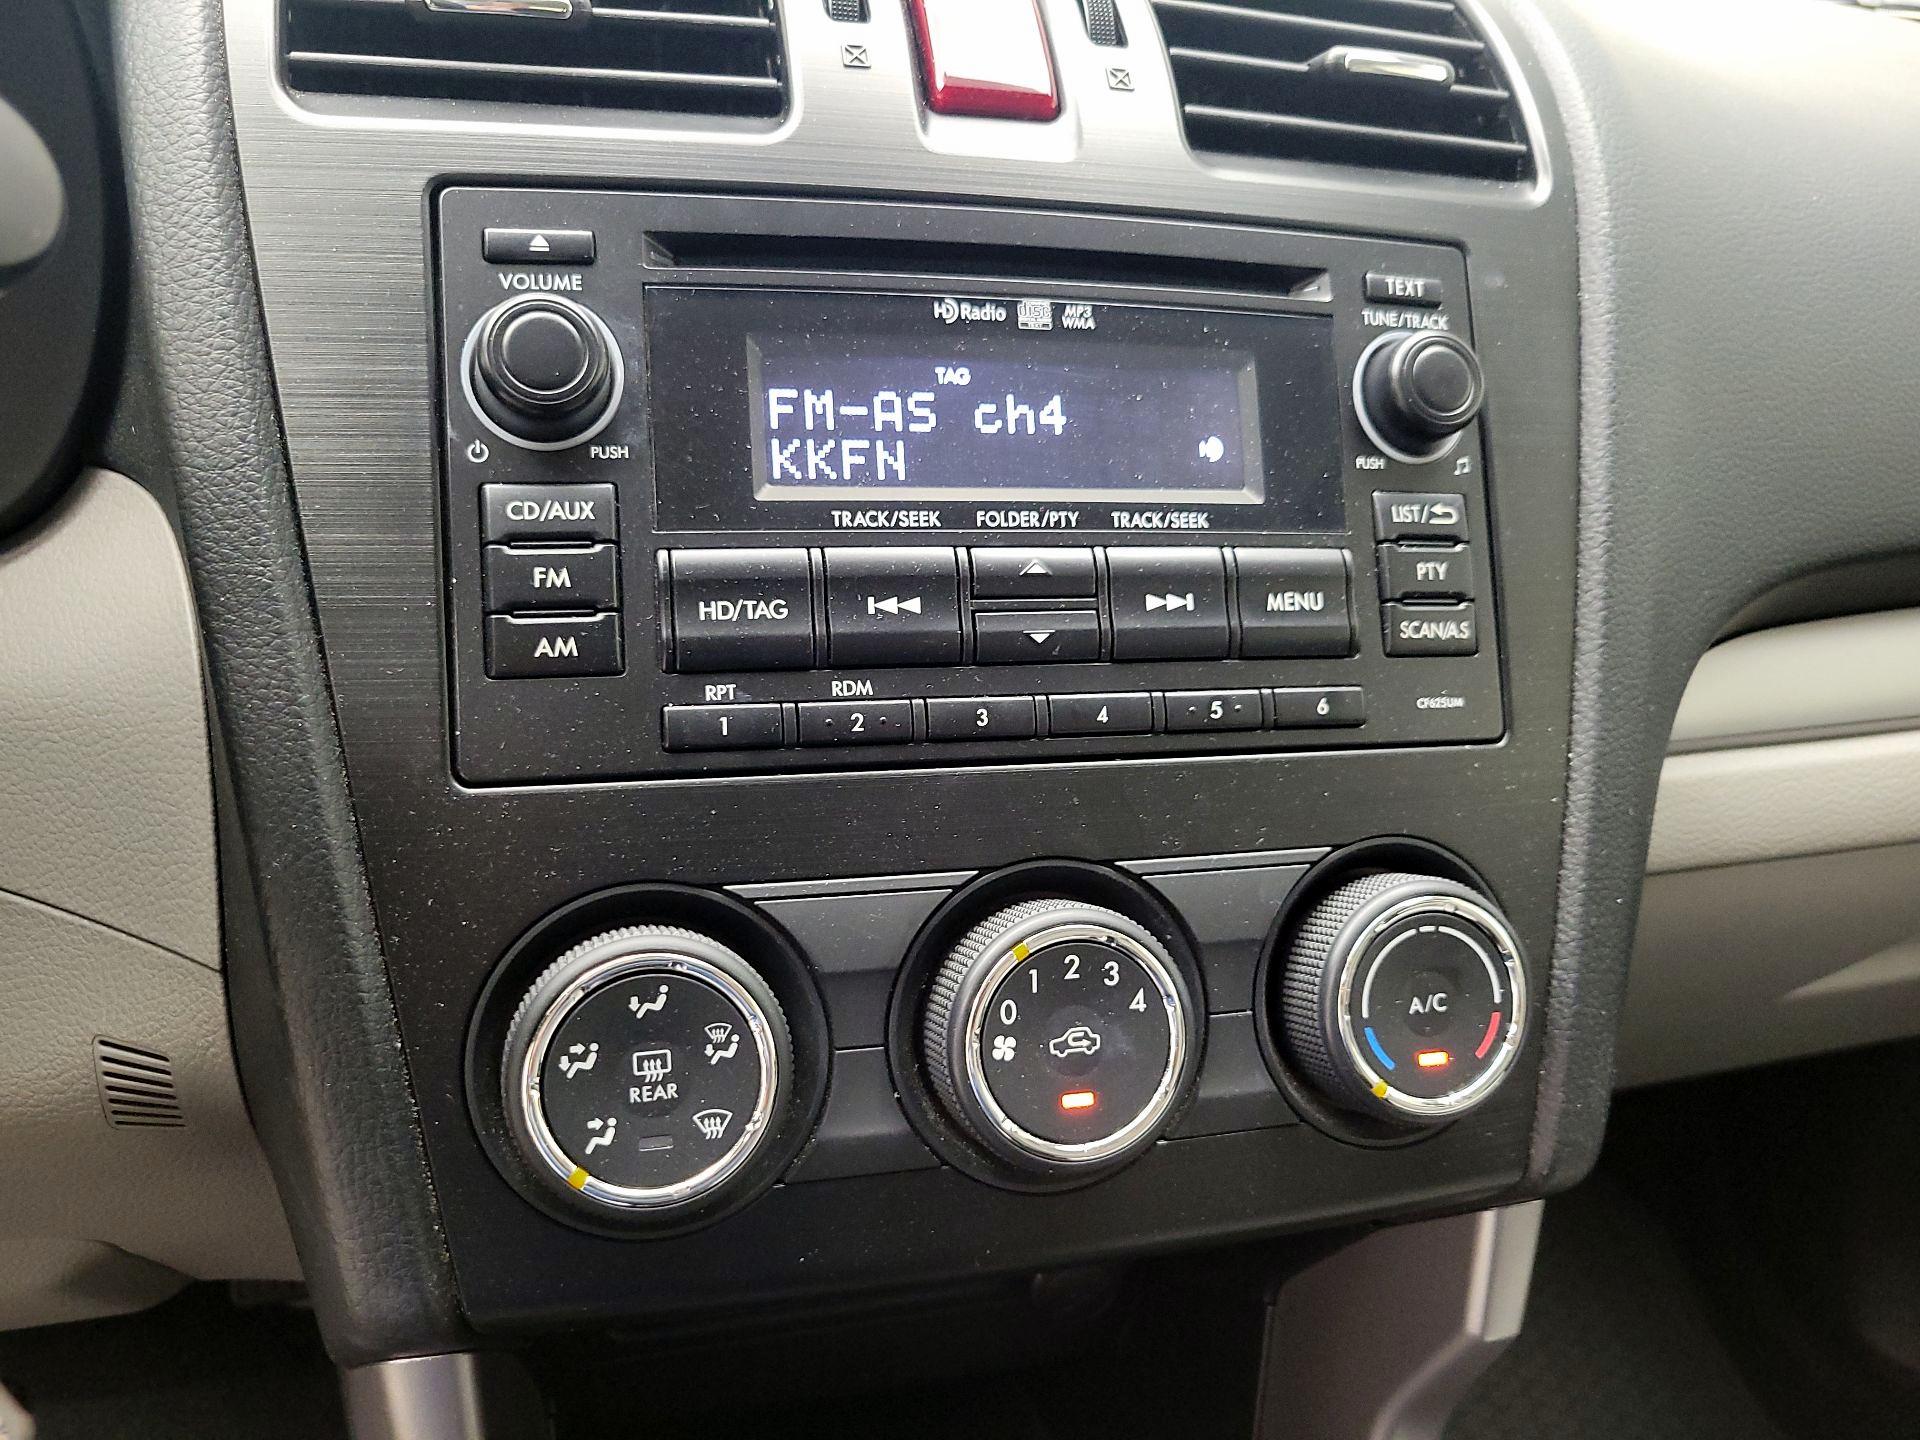 VOLUME
PUSH
CD/AUX
FM
AM
HD Radio disc MP3
TEXT WMA
TAG
FM-AS ch4
KKFN
TRACK/SEEK FOLDER/PTY TRACK/SEEK
HD/TAG
MENU
RPT RDM
1 2 3 4 5 6
TEXT
TUNE/TRACK
PUSH
LIST/
PTY
SCAN/AS
CF625UM
REAR
0 1 2 3 4
A/C